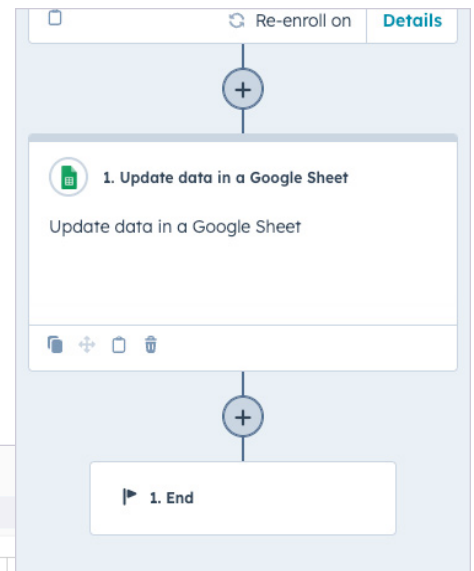 Re-enroll on Details
1. Update data in a Google Sheet
Update data in a Google Sheet
1. End